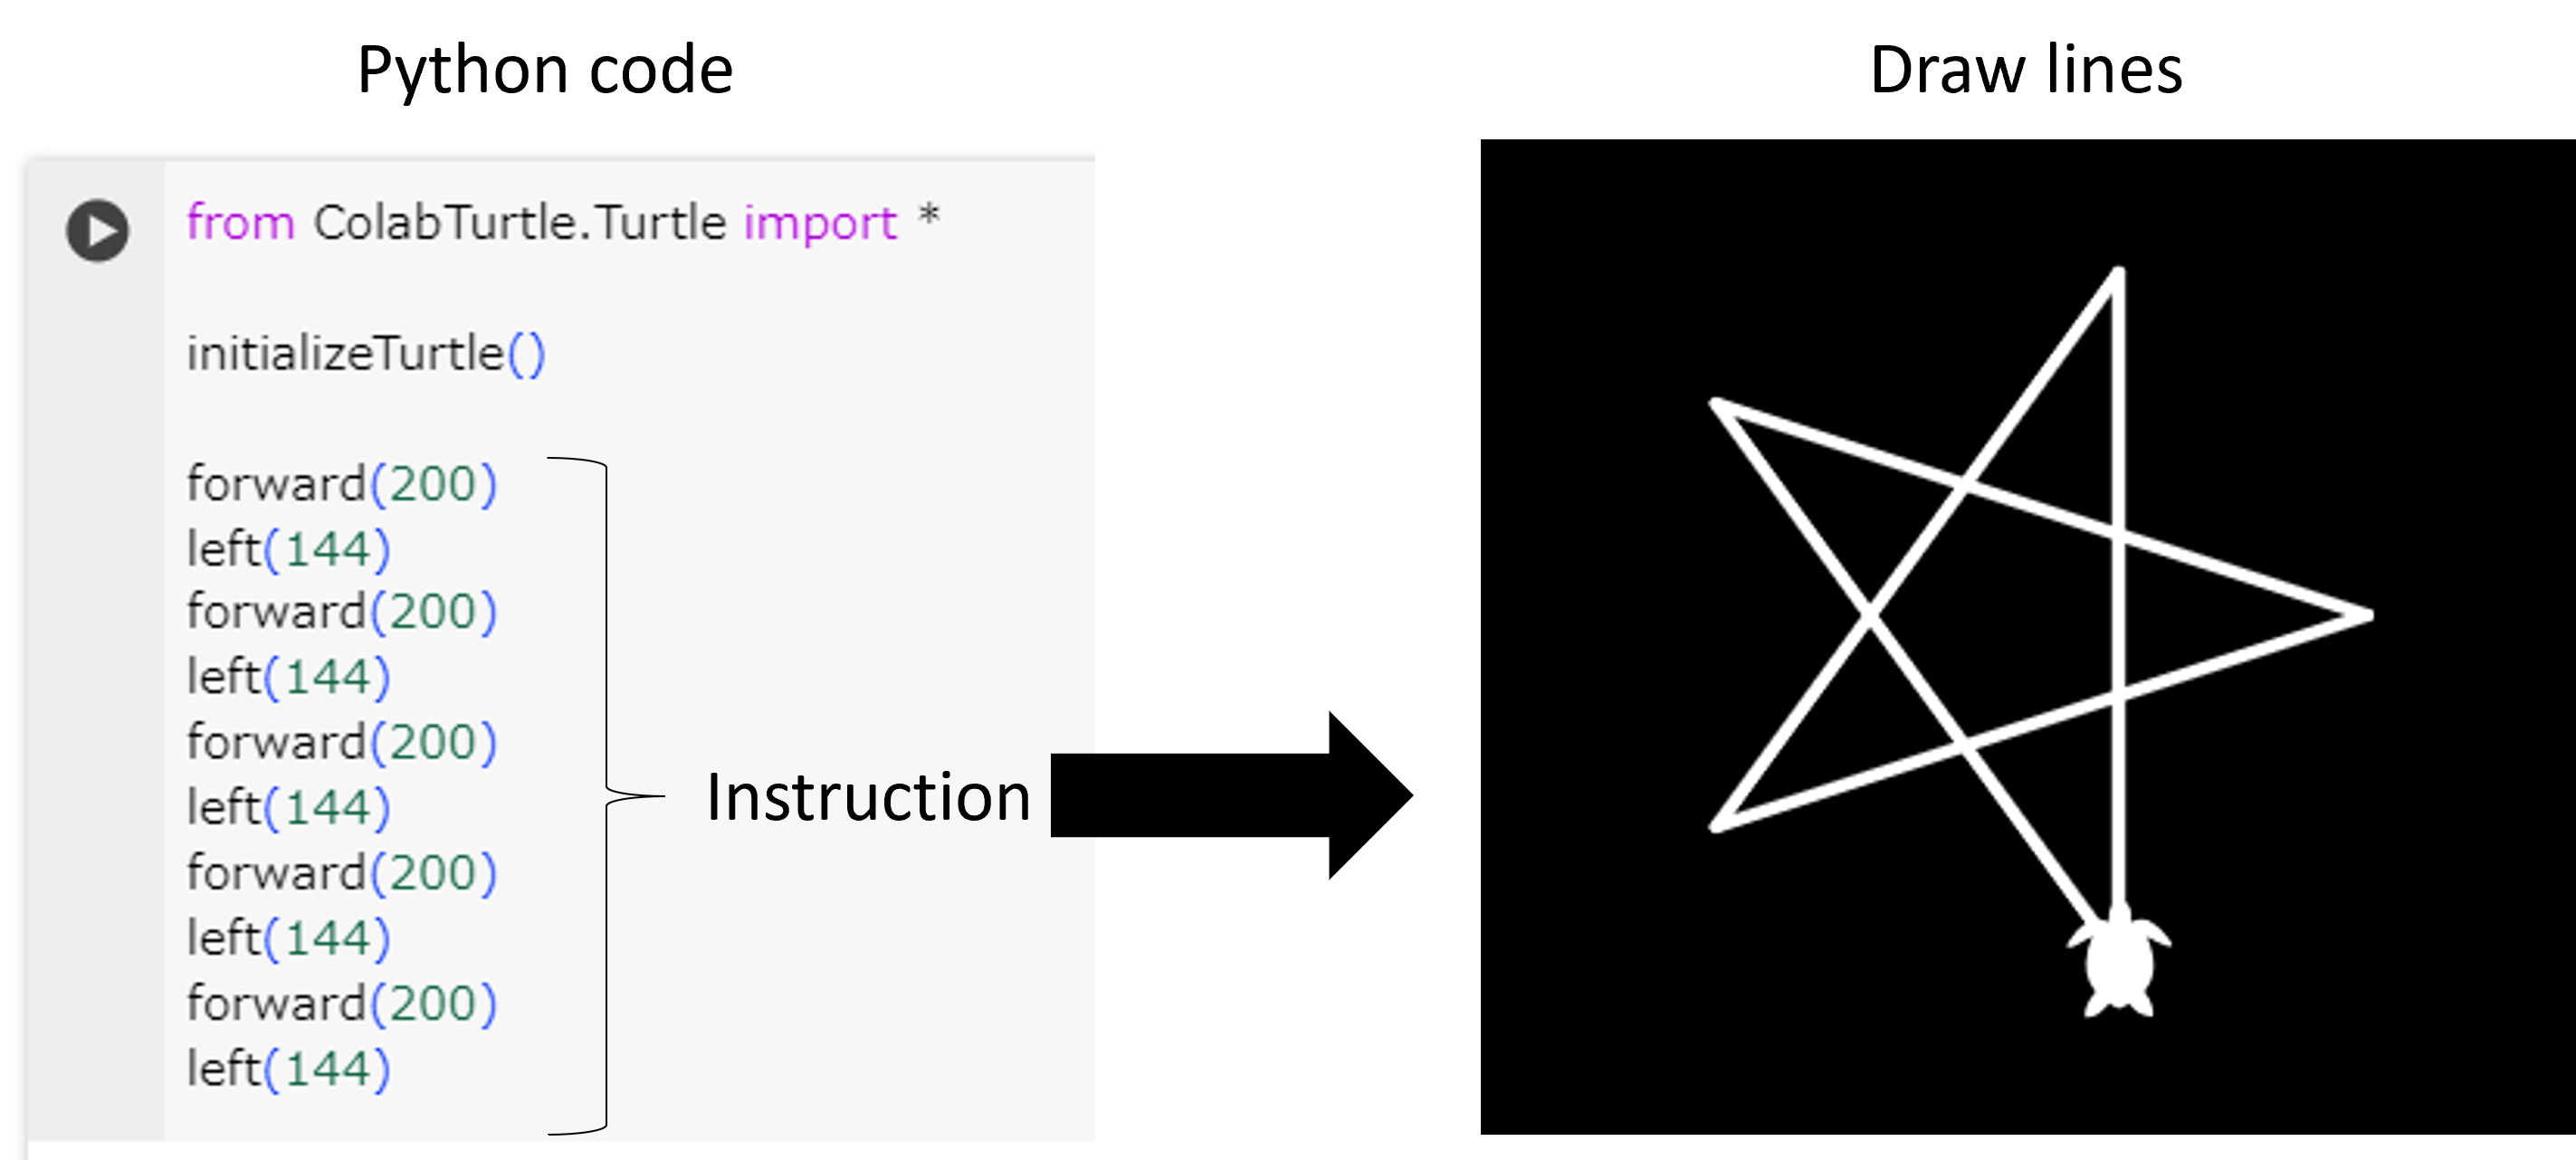 Python code
from ColabTurtle.Turtle import *
initializeTurtle()
forward(200)
left(144)
forward(200)
left(144)
forward(200)
left(144)
forward(200)
left(144)
forward(200)
left(144)
Instruction
Draw lines